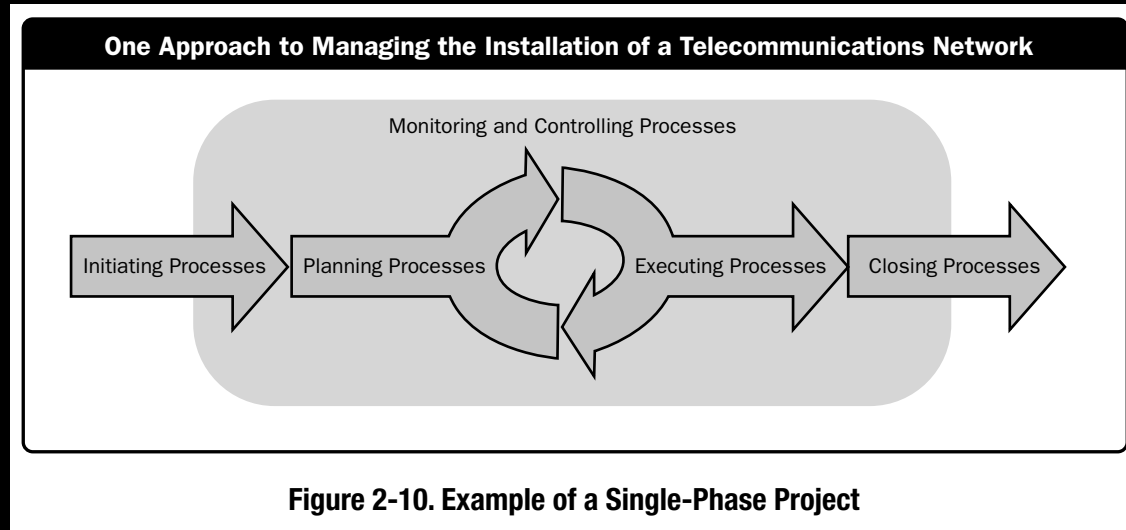 One Approach to Managing the Installation of a Telecommunications Network
Monitoring and Controlling Processes
Initiating Processes
Planning Processes
Executing Processes
Closing Processes
Figure 2-10. Example of a Single-Phase Project